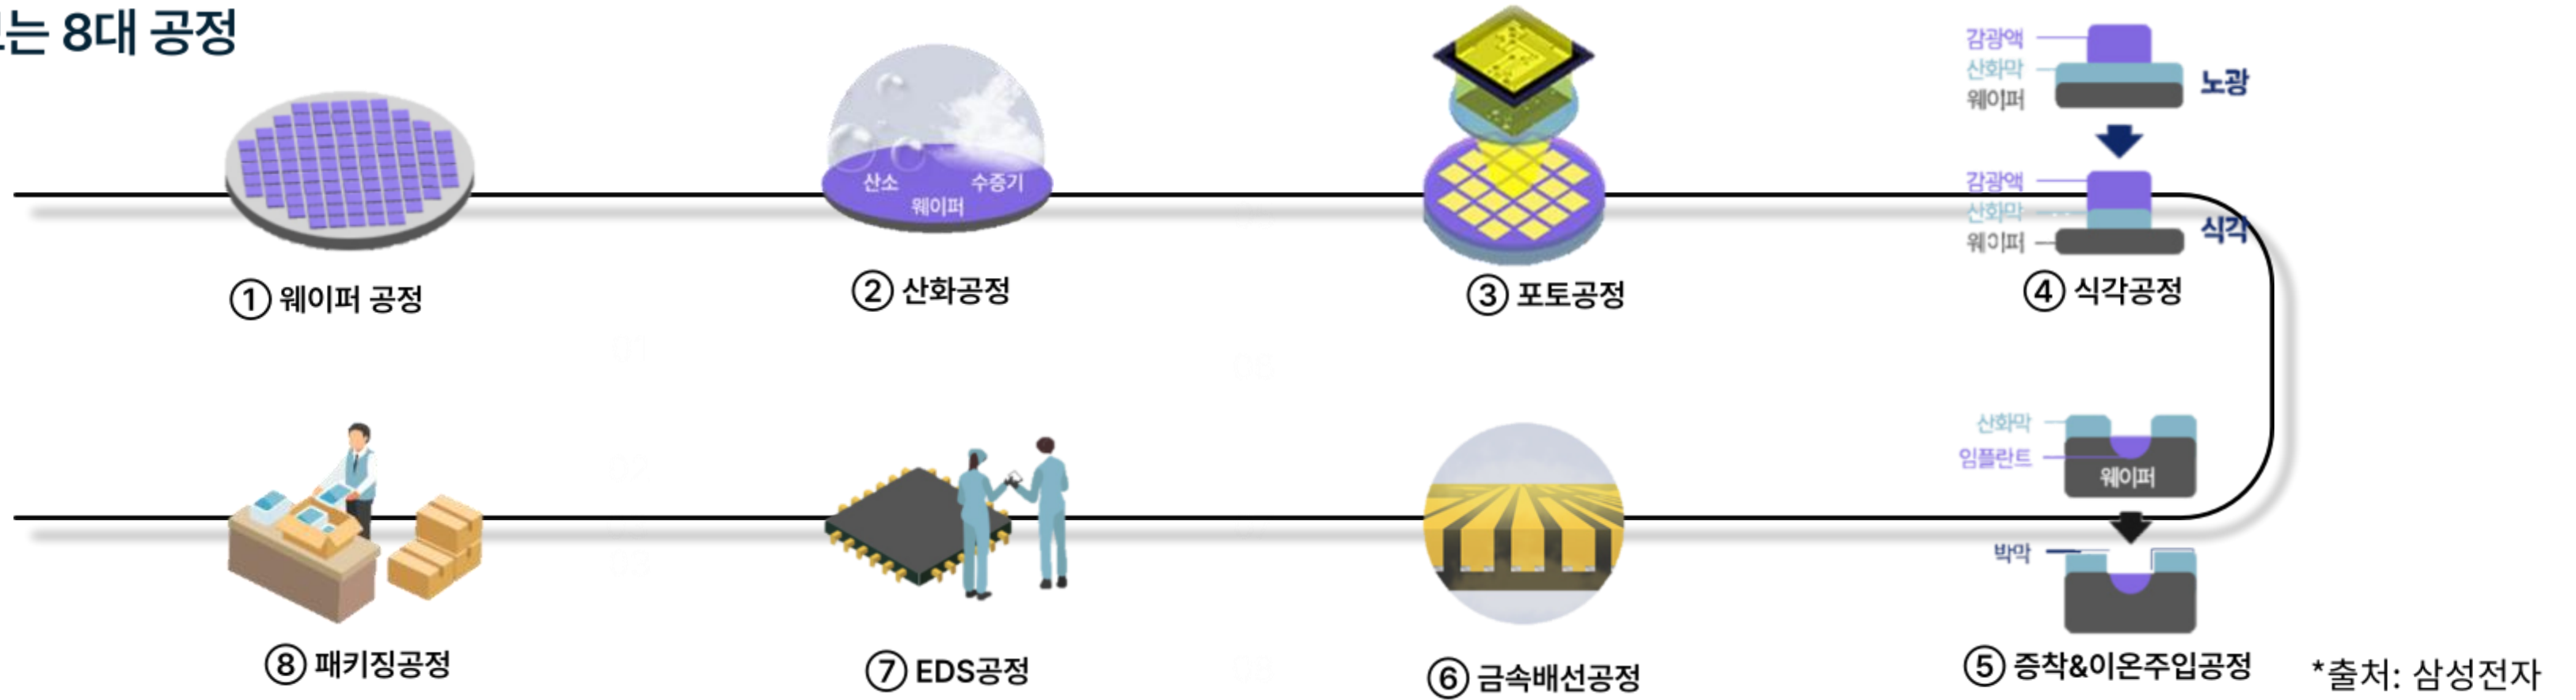 는 8대 공정
산소
수증기
웨이퍼
① 웨이퍼 공정
② 산화공정
③ 포토공정
감광액
산화막
웨이퍼
노광
감광액
산화막
웨이퍼
식각
④ 식각공정
산화막
임플란트
웨이퍼
박막
⑤ 증착&이온주입공정
⑥ 금속배선공정
⑦ EDS공정
⑧ 패키징공정
*출처: 삼성전자